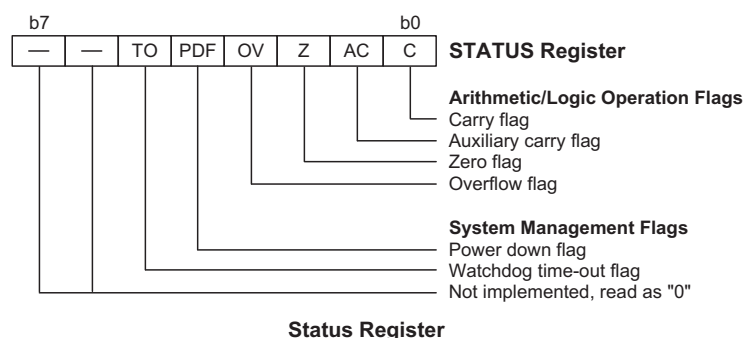 b7 b0
— — TO PDF OV Z AC C STATUS Register
Arithmetic/Logic Operation Flags
Carry flag
Auxiliary carry flag
Zero flag
Overflow flag
System Management Flags
Power down flag
Watchdog time-out flag
Not implemented, read as "0"
Status Register